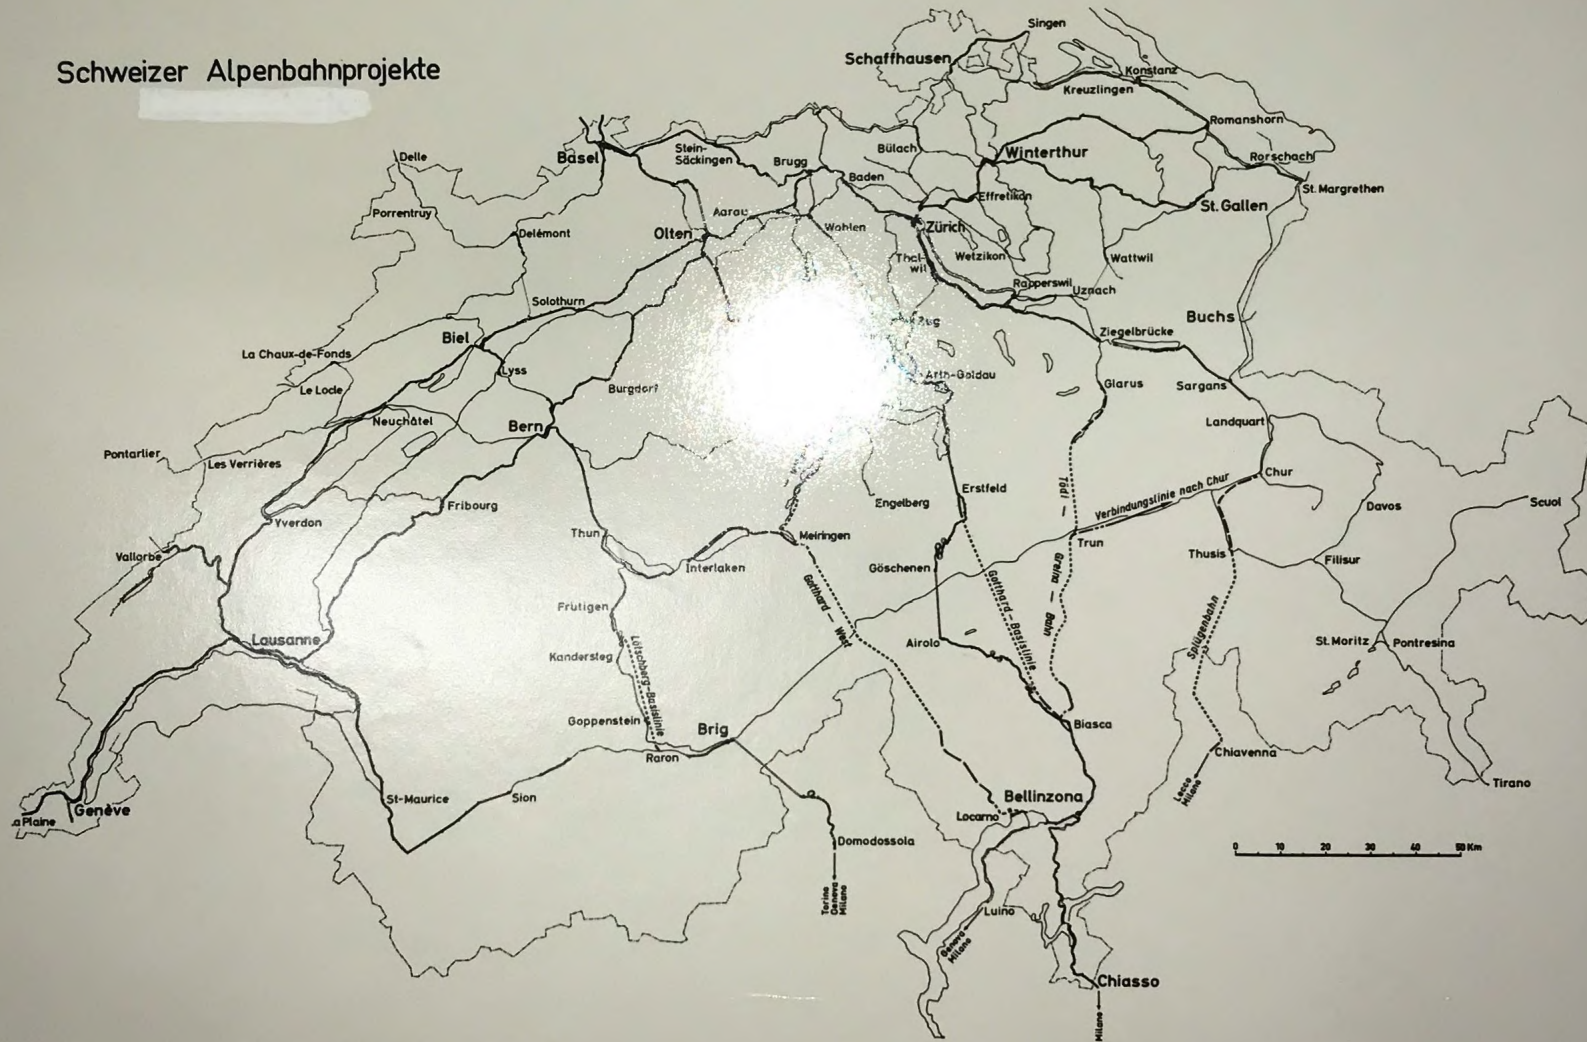 Schweizer Alpenbahnprojekte
Singen
Schaffhausen
Konstanz
Kreuzlingen
Romanshorn
Basel
Stein-
Säckingen
Brugg
Bülach
Winterthur
Rorschach
Delle
Baden
St. Margrethen
Effretikon
St. Gallen
Porrentruy
Aarau
Delémont
Olten
Wohlen
Zürich
Thal-
wil
Wetzikon
Wattwil
Rapperswil
Uznach
Solothurn
Zug
Buchs
Biel
Ziegelbrücke
La Chaux-de-Fonds
Lyss
Arth-Goldau
Le Locle
Burgdorf
Glarus
Sargans
Neuchâtel
Bern
Landquart
Pontarlier
Les Verrières
Chur
Erstfeld
Tödi —
Verbindungslinie nach Chur
Engelberg
Fribourg
Davos
Scuol
Yverdon
Thun
Meiringen
Trun
Vallorbe
Thusis
Filisur
Interlaken
Göschenen
Greina — Bahn
Gotthard — West
Gotthard — Basislinie
Frutigen
Splügenbahn
Lausanne
Airolo
St. Moritz
Pontresina
Kandersteg
Lötschberg-Basislinie
Goppenstein
Brig
Biasca
Raron
Chiavenna
Tirano
Lecco
Milano
Genève
St-Maurice
Sion
Bellinzona
Locarno
La Plaine
Domodossola
0 10 20 30 40 50 Km
Torino
Genova
Milano
Luino
Genova
Milano
Chiasso
Milano